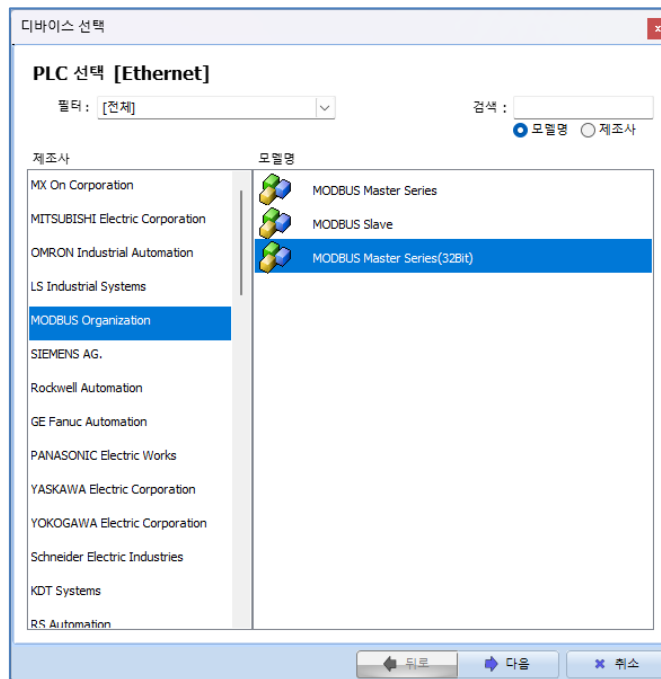 디바이스 선택
PLC 선택 [Ethernet]
필터 : [전체]
검색 :
모델명 제조사
제조사
모델명
MX On Corporation
MITSUBISHI Electric Corporation
OMRON Industrial Automation
LS Industrial Systems
MODBUS Organization
SIEMENS AG.
Rockwell Automation
GE Fanuc Automation
PANASONIC Electric Works
YASKAWA Electric Corporation
YOKOGAWA Electric Corporation
Schneider Electric Industries
KDT Systems
RS Automation
MODBUS Master Series
MODBUS Slave
MODBUS Master Series(32Bit)
뒤로 다음 취소